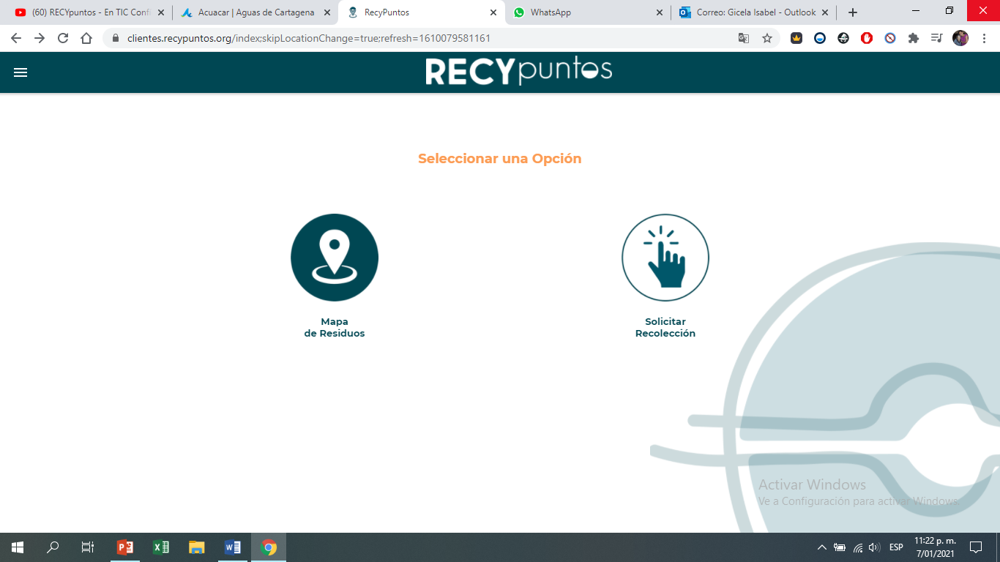 (60) RECYpuntos - En TIC Confi
Acuacar | Aguas de Cartagena
RecyPuntos
WhatsApp
Correo: Gicela Isabel - Outlook
clientes.recypuntos.org/index;skipLocationChange=true;refresh=1610079581161
RECYpuntos
Seleccionar una Opción
Mapa
de Residuos
Solicitar
Recolección
Activar Windows
Ve a Configuración para activar Windows.
ESP
11:22 p. m.
7/01/2021